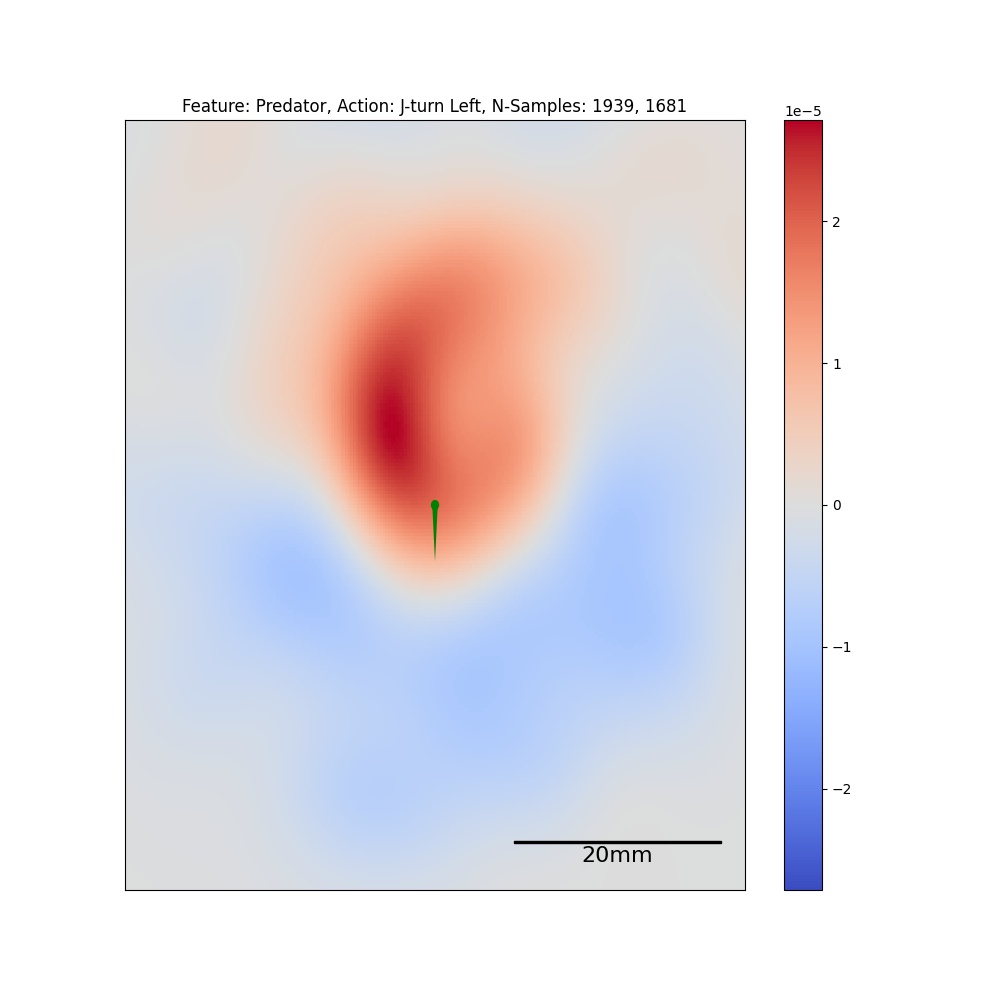 Feature: Predator, Action: J-turn Left, N-Samples: 1939, 1681
1e−5
2
1
0
−1
−2
20mm